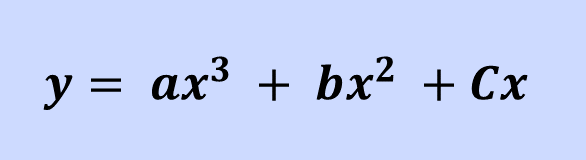 y = ax³ + bx² + Cx